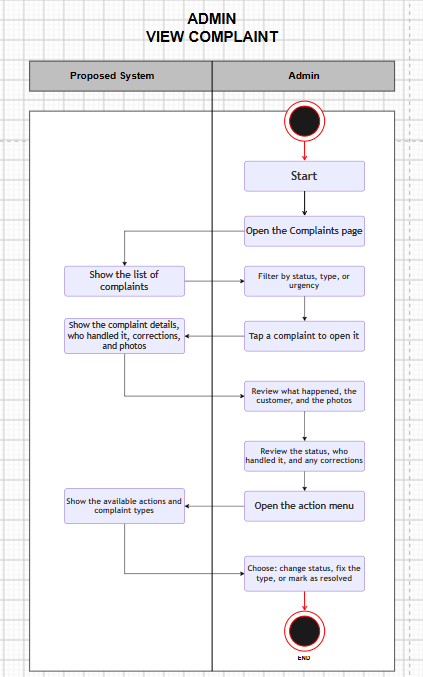 ADMIN
VIEW COMPLAINT
Proposed System
Admin
Start
Open the Complaints page
Show the list of
complaints
Filter by status, type, or
urgency
Show the complaint details,
who handled it, corrections,
and photos
Tap a complaint to open it
Review what happened, the
customer, and the photos
Review the status, who
handled it, and any corrections
Show the available actions and
complaint types
Open the action menu
Choose: change status, fix the
type, or mark as resolved
END